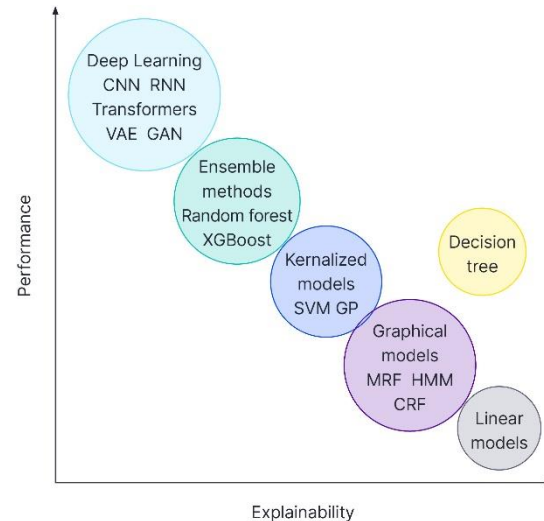 Performance
Deep Learning
CNN RNN
Transformers
VAE GAN
Ensemble
methods
Random forest
XGBoost
Kernalized
models
SVM GP
Decision
tree
Graphical
models
MRF HMM
CRF
Linear
models
Explainability